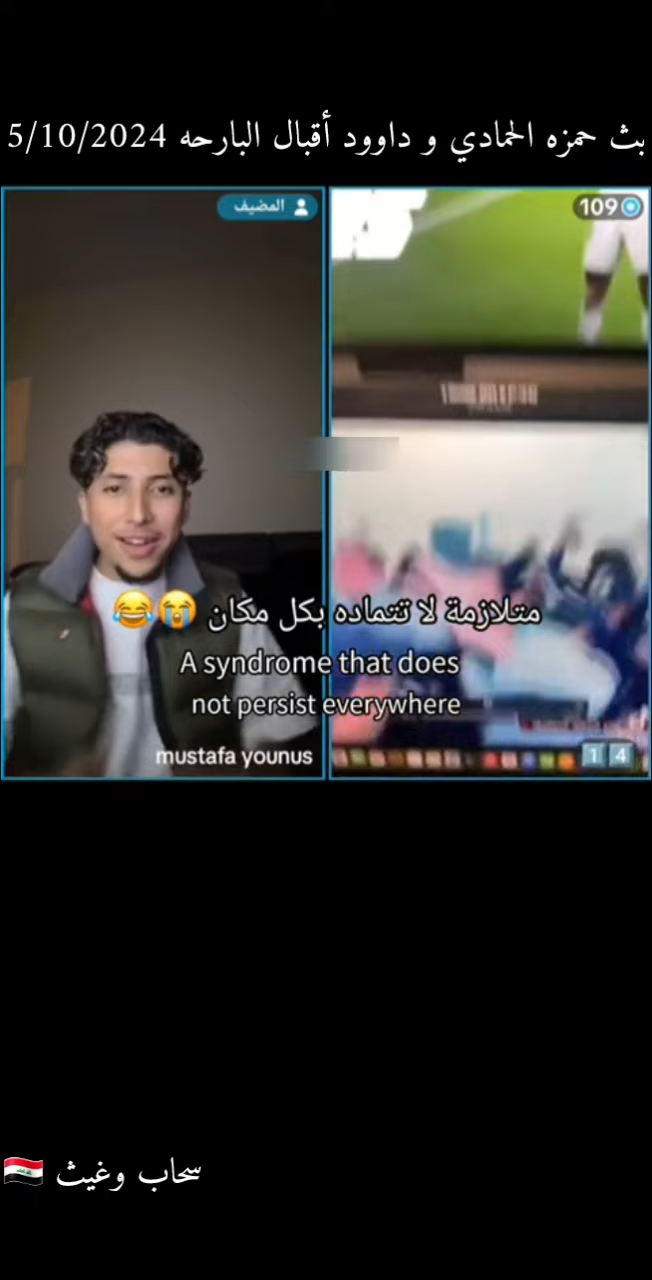 بث حمزه الحمادي و داوود أقبال البارحه 5/10/2024
المضيف
109
متلازمة لا تتماده بكل مكان 😭😂
A syndrome that does
not persist everywhere
mustafa younus
1 4
سحاب وغيث 🇮🇶